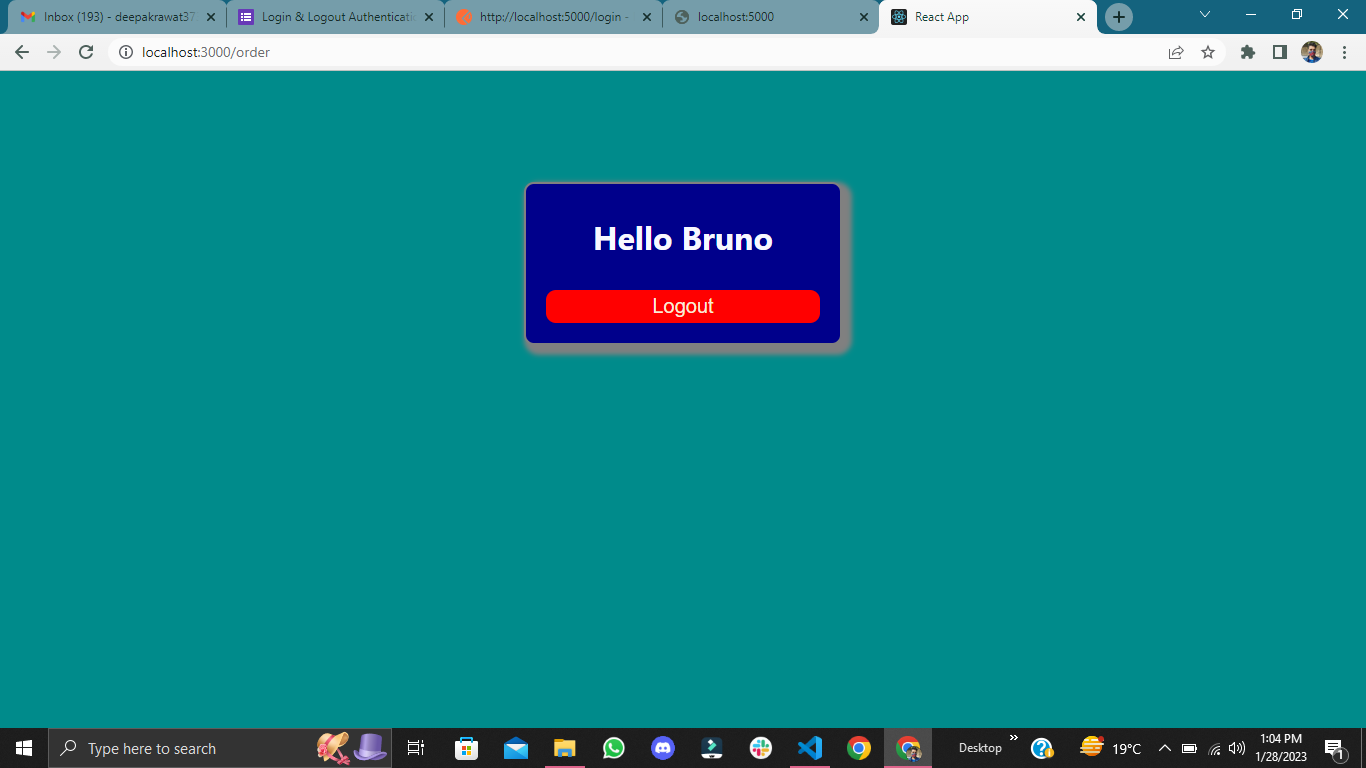 Inbox (193) - deepakrawat37
Login & Logout Authenticati
http://localhost:5000/login -
localhost:5000
React App
localhost:3000/order
Hello Bruno
Logout
Type here to search
Desktop
19°C
1:04 PM
1/28/2023
1